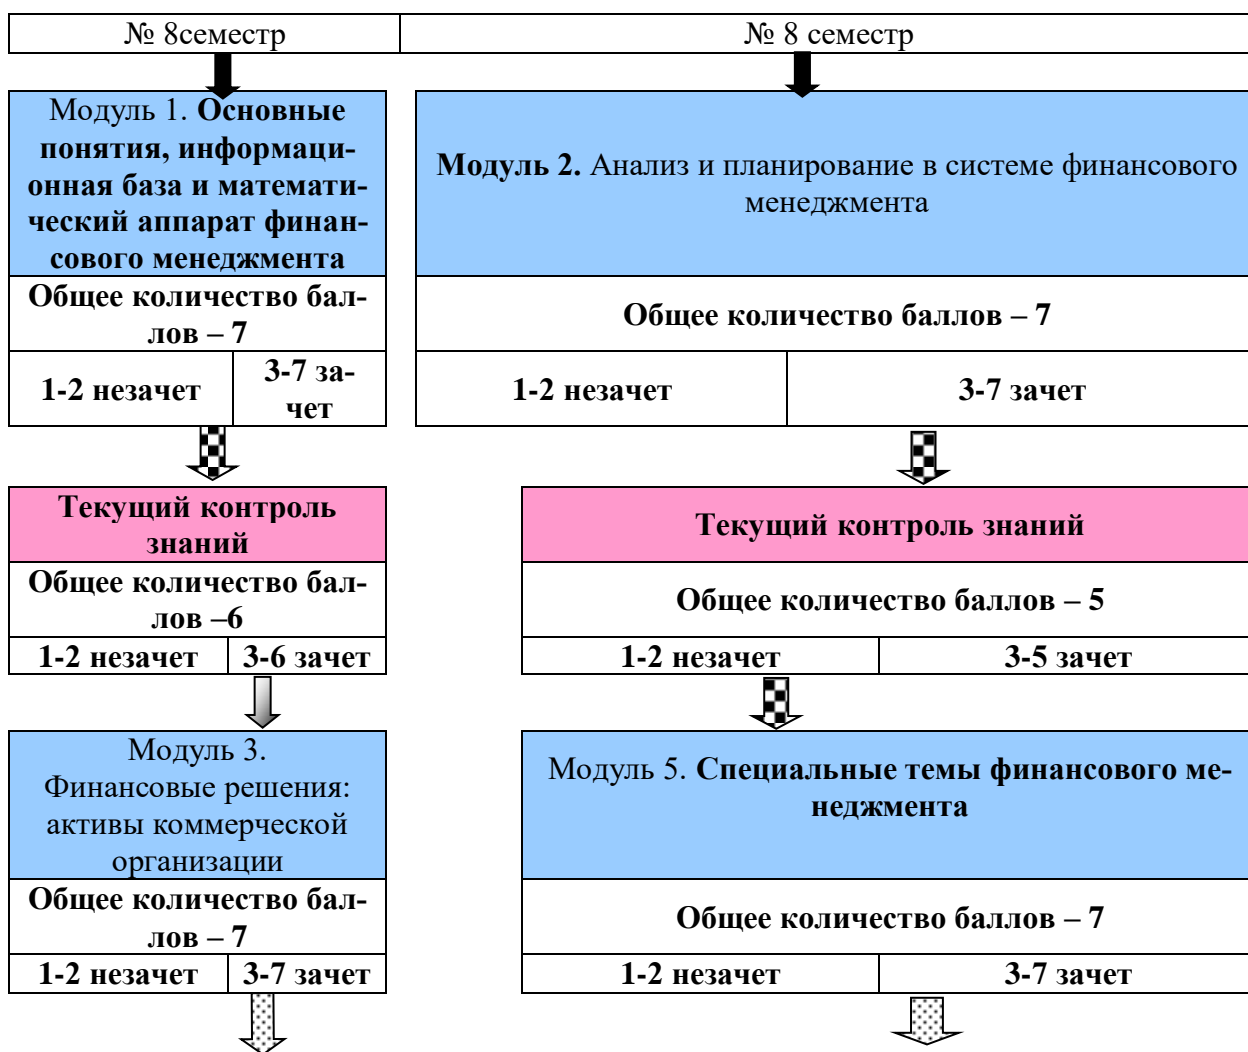 № 8семестр
№ 8 семестр
Модуль 1. Основные
понятия, информаци-
онная база и математи-
ческий аппарат финан-
сового менеджмента
Модуль 2. Анализ и планирование в системе финансового
менеджмента
Общее количество бал-
лов – 7
Общее количество баллов – 7
1-2 незачет
3-7 за-
чет
1-2 незачет
3-7 зачет
Текущий контроль
знаний
Текущий контроль знаний
Общее количество бал-
лов –6
Общее количество баллов – 5
1-2 незачет
3-6 зачет
1-2 незачет
3-5 зачет
Модуль 3.
Финансовые решения:
активы коммерческой
организации
Модуль 5. Специальные темы финансового ме-
неджмента
Общее количество бал-
лов – 7
Общее количество баллов – 7
1-2 незачет
3-7 зачет
1-2 незачет
3-7 зачет